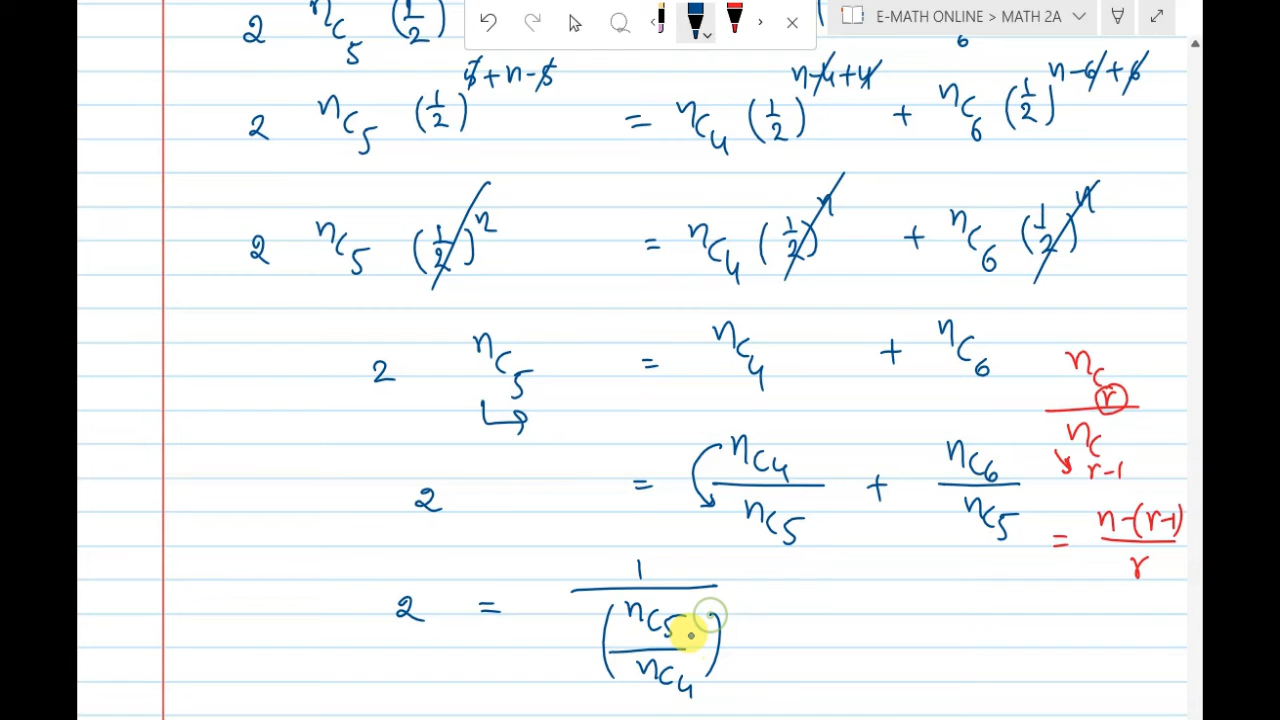 E-MATH ONLINE > MATH 2A
2 nC5 (1/2)
6
2 nC5 (1/2)^5+n-5 = nC4 (1/2)^n-4+4 + nC6 (1/2)^n-6+6
2 nC5 (1/2)^n = nC4 (1/2)^n + nC6 (1/2)^n
2 nC5 = nC4 + nC6
nCr / nCr-1
2 = nC4/nC5 + nC6/nC5
= n-(r-1) / r
2 = 1 / (nC5/nC4)